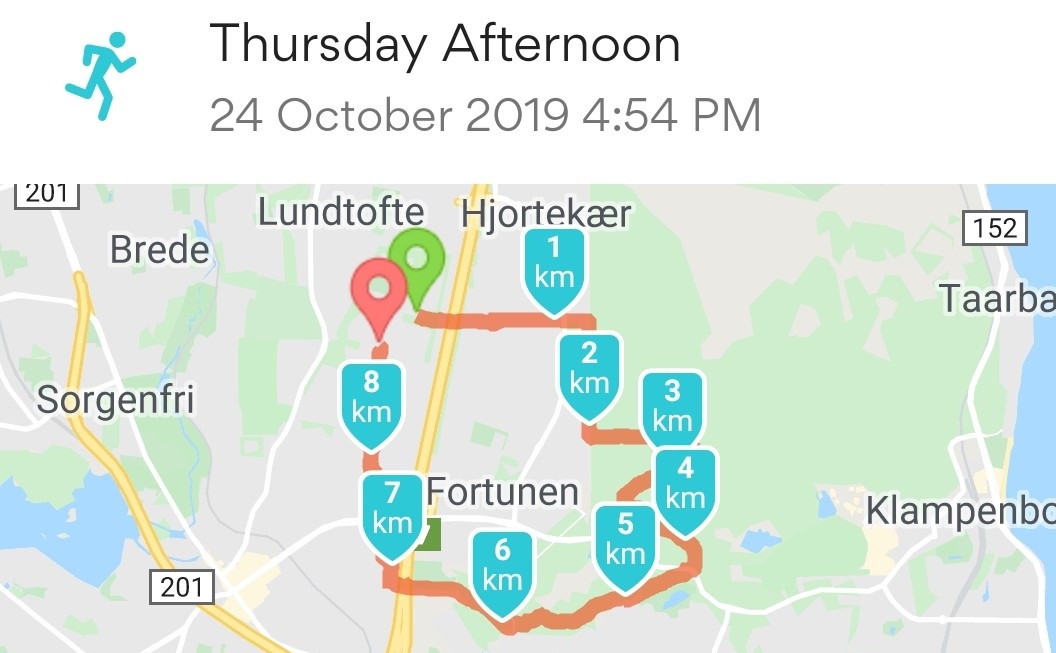 Thursday Afternoon
24 October 2019 4:54 PM
201
Lundtofte
Hjortekær
Brede
152
1
km
Taarba
2
km
8
km
3
km
Sorgenfri
4
km
7
km
Fortunen
5
km
Klampenbo
6
km
201